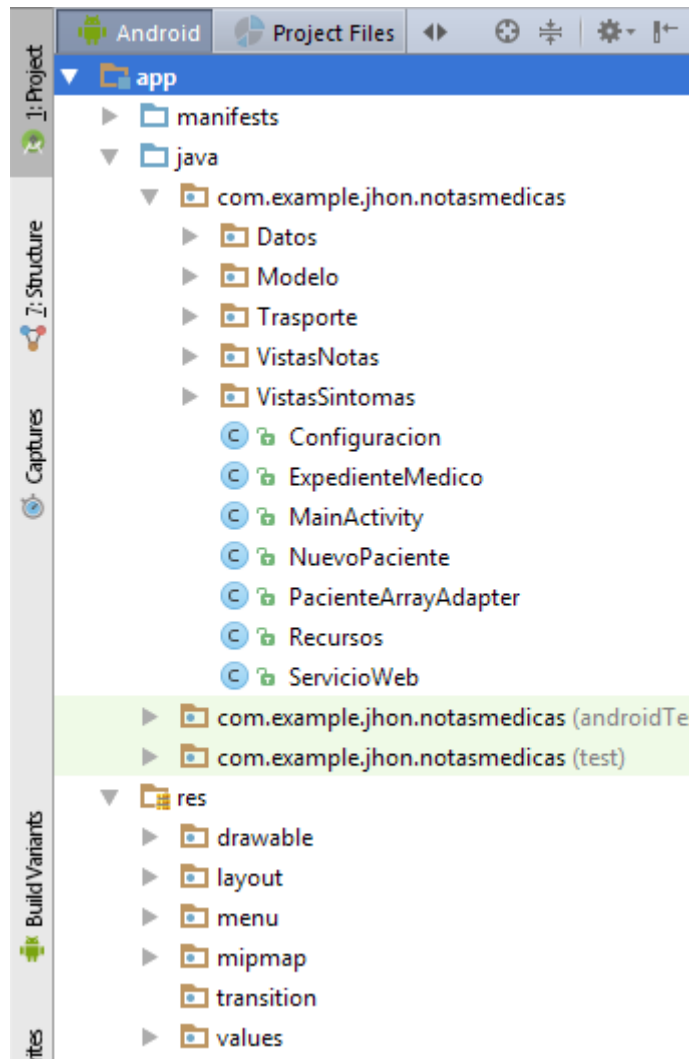 Android Project Files
1: Project
7: Structure
Captures
Build Variants
app
manifests
java
com.example.jhon.notasmedicas
Datos
Modelo
Trasporte
VistasNotas
VistasSintomas
C Configuracion
C ExpedienteMedico
C MainActivity
C NuevoPaciente
C PacienteArrayAdapter
C Recursos
C ServicioWeb
com.example.jhon.notasmedicas (androidTe
com.example.jhon.notasmedicas (test)
res
drawable
layout
menu
mipmap
transition
values